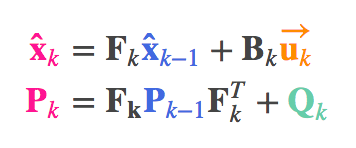 x̂ₖ = Fₖx̂ₖ₋₁ + Bₖu⃗ₖ
Pₖ = F𝐤Pₖ₋₁Fₖᵀ + Qₖ